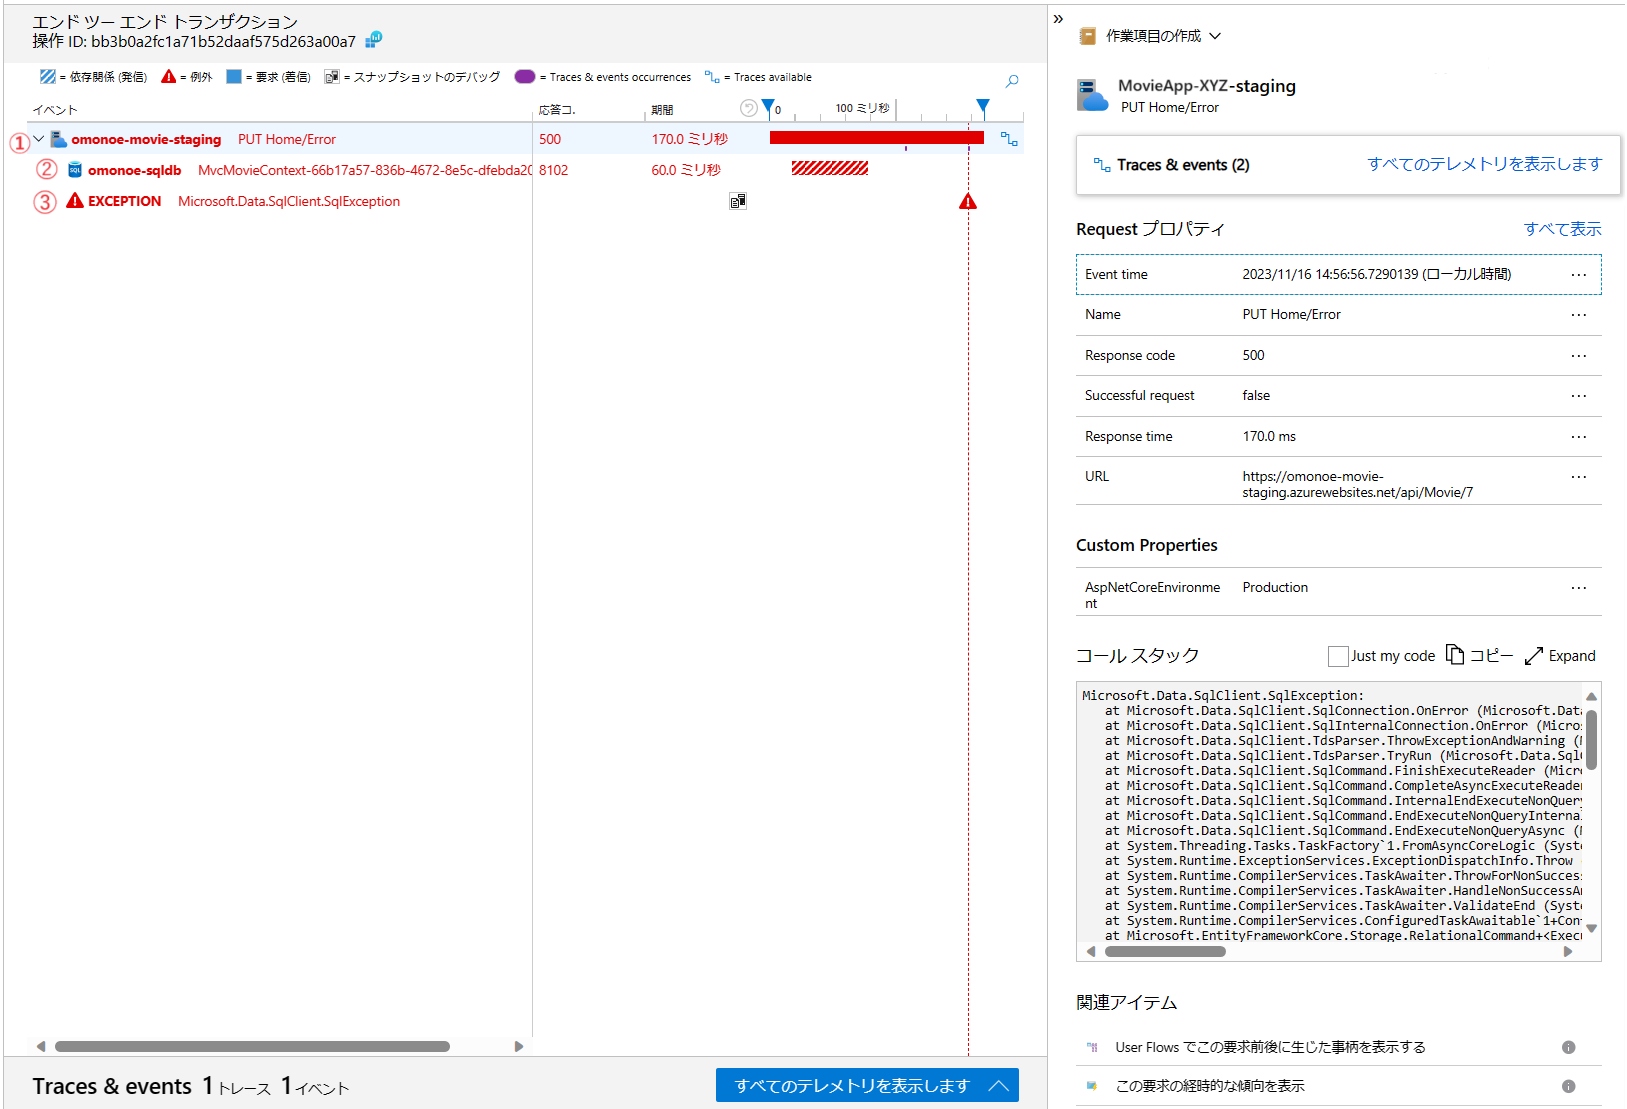 エンド ツー エンド トランザクション
操作 ID: bb3b0a2fc1a71b52daaf575d263a00a7
= 依存関係 (発信) = 例外 = 要求 (着信) = スナップショットのデバッグ = Traces & events occurrences = Traces available
イベント 応答コ. 期間 0 100 ミリ秒
① omonoe-movie-staging PUT Home/Error 500 170.0 ミリ秒
② omonoe-sqldb MvcMovieContext-66b17a57-836b-4672-8e5c-dfebda20 8102 60.0 ミリ秒
③ EXCEPTION Microsoft.Data.SqlClient.SqlException
Traces & events 1 トレース 1 イベント
すべてのテレメトリを表示します
»
作業項目の作成
MovieApp-XYZ-staging
PUT Home/Error
Traces & events (2) すべてのテレメトリを表示します
Request プロパティ すべて表示
Event time 2023/11/16 14:56:56.7290139 (ローカル時間) ...
Name PUT Home/Error ...
Response code 500 ...
Successful request false ...
Response time 170.0 ms ...
URL https://omonoe-movie-
staging.azurewebsites.net/api/Movie/7 ...
Custom Properties
AspNetCoreEnvironme
nt Production ...
コール スタック Just my code コピー Expand
Microsoft.Data.SqlClient.SqlException:
at Microsoft.Data.SqlClient.SqlConnection.OnError (Microsoft.Data
at Microsoft.Data.SqlClient.SqlInternalConnection.OnError (Micros
at Microsoft.Data.SqlClient.TdsParser.ThrowExceptionAndWarning (M
at Microsoft.Data.SqlClient.TdsParser.TryRun (Microsoft.Data.SqlC
at Microsoft.Data.SqlClient.SqlCommand.FinishExecuteReader (Micro
at Microsoft.Data.SqlClient.SqlCommand.CompleteAsyncExecuteReader
at Microsoft.Data.SqlClient.SqlCommand.InternalEndExecuteNonQuery
at Microsoft.Data.SqlClient.SqlCommand.EndExecuteNonQueryInternal
at Microsoft.Data.SqlClient.SqlCommand.EndExecuteNonQueryAsync (M
at System.Threading.Tasks.TaskFactory`1.FromAsyncCoreLogic (Syste
at System.Runtime.ExceptionServices.ExceptionDispatchInfo.Throw (
at System.Runtime.CompilerServices.TaskAwaiter.ThrowForNonSuccess
at System.Runtime.CompilerServices.TaskAwaiter.HandleNonSuccessAn
at System.Runtime.CompilerServices.TaskAwaiter.ValidateEnd (Syste
at System.Runtime.CompilerServices.ConfiguredTaskAwaitable`1+Con
at Microsoft.EntityFrameworkCore.Storage.RelationalCommand+<Execu
関連アイテム
User Flows でこの要求前後に生じた事柄を表示する
この要求の経時的な傾向を表示